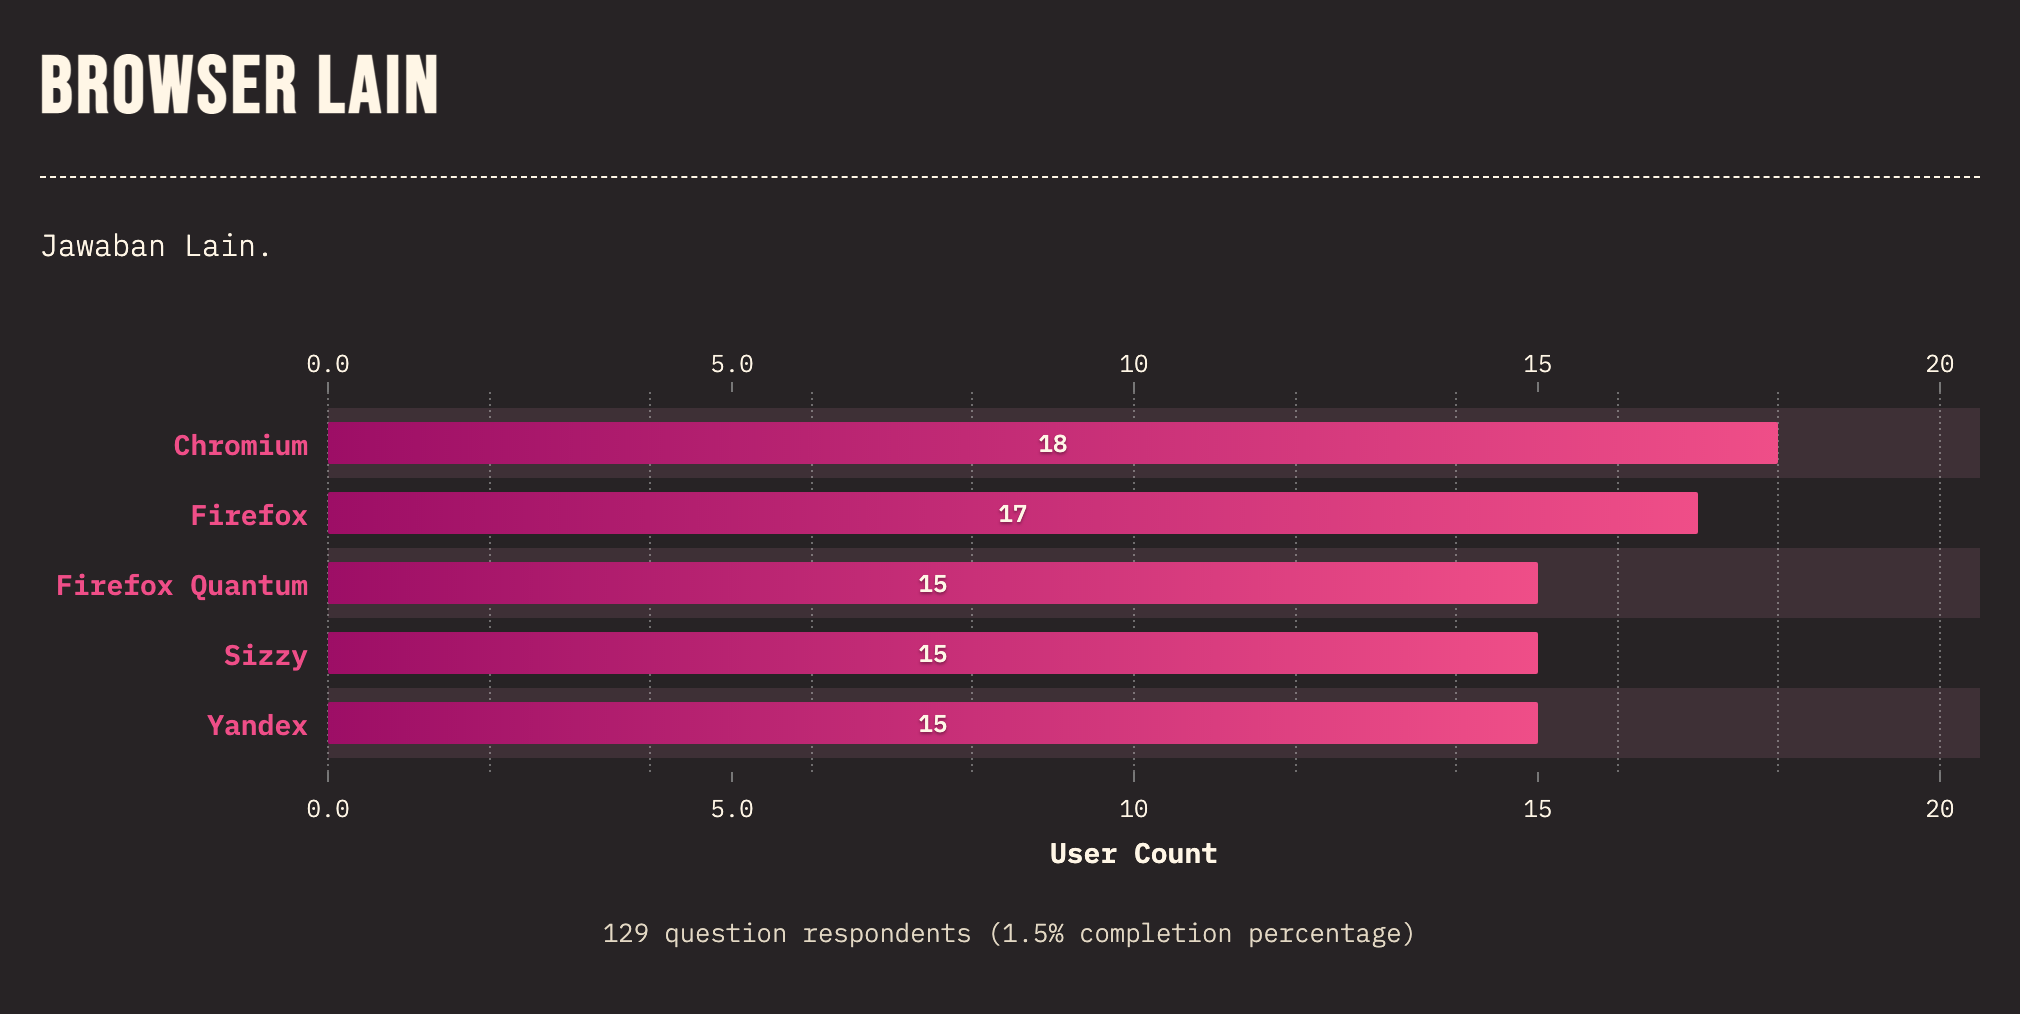 BROWSER LAIN
Jawaban Lain.
0.0 5.0 10 15 20
Chromium 18
Firefox 17
Firefox Quantum 15
Sizzy 15
Yandex 15
0.0 5.0 10 15 20
User Count
129 question respondents (1.5% completion percentage)